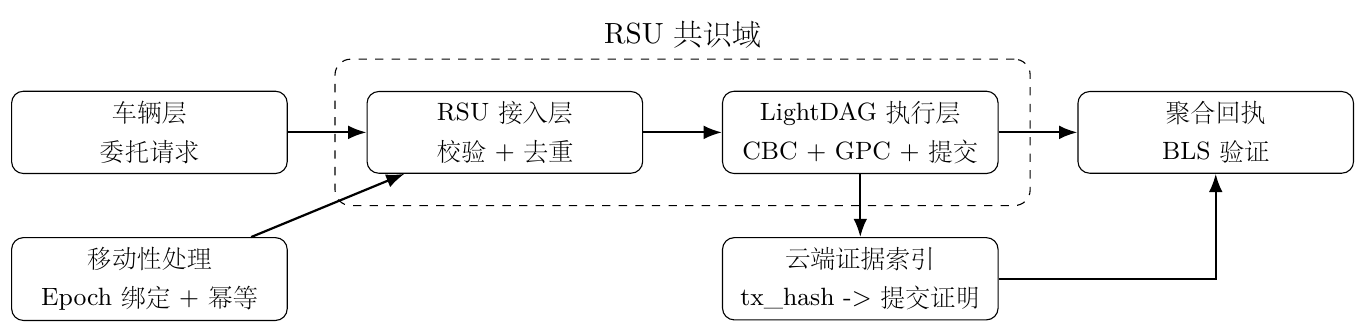 RSU 共识域
车辆层
委托请求
RSU 接入层
校验 + 去重
LightDAG 执行层
CBC + GPC + 提交
聚合回执
BLS 验证
移动性处理
Epoch 绑定 + 幂等
云端证据索引
tx_hash -> 提交证明